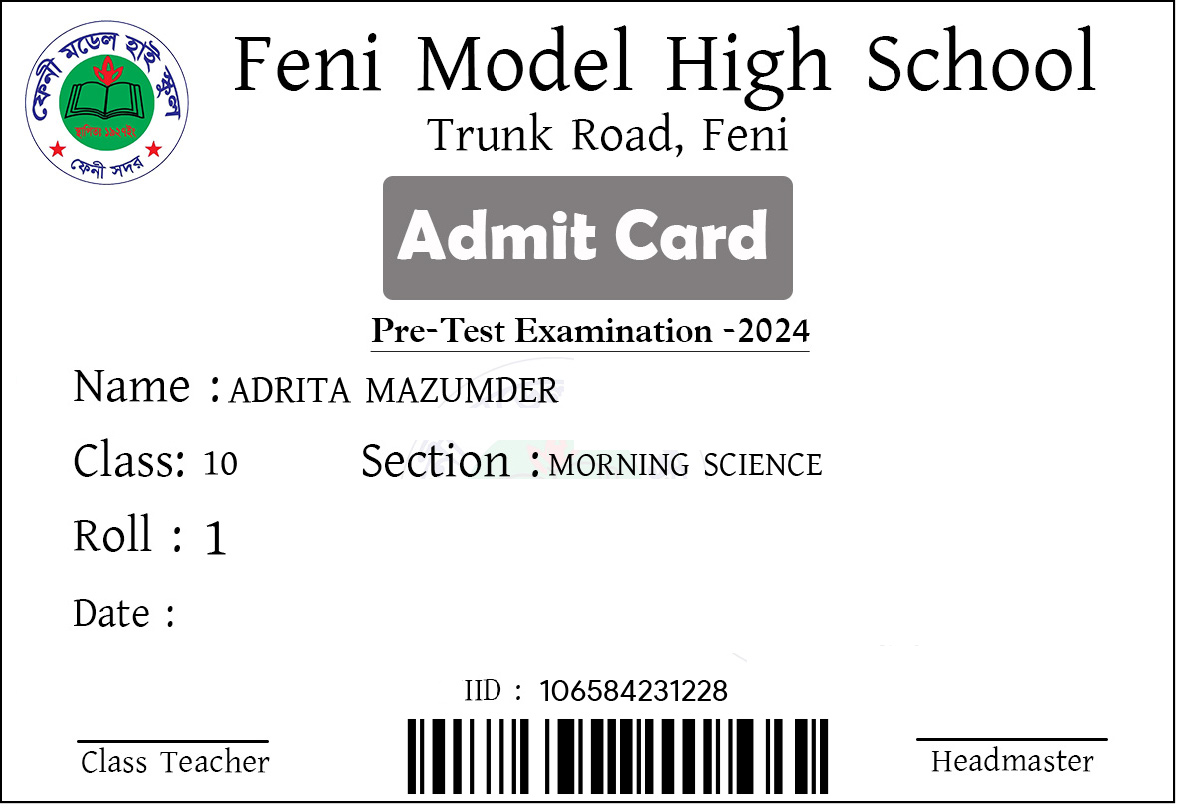 ফেনী মডেল হাই স্কুল
স্থাপিতঃ ১৯২৭ইং
ফেনী সদর
Feni Model High School
Trunk Road, Feni
Admit Card
Pre-Test Examination -2024
Name : ADRITA MAZUMDER
Class: 10 Section : MORNING SCIENCE
Roll : 1
Date :
IID : 106584231228
Class Teacher
Headmaster